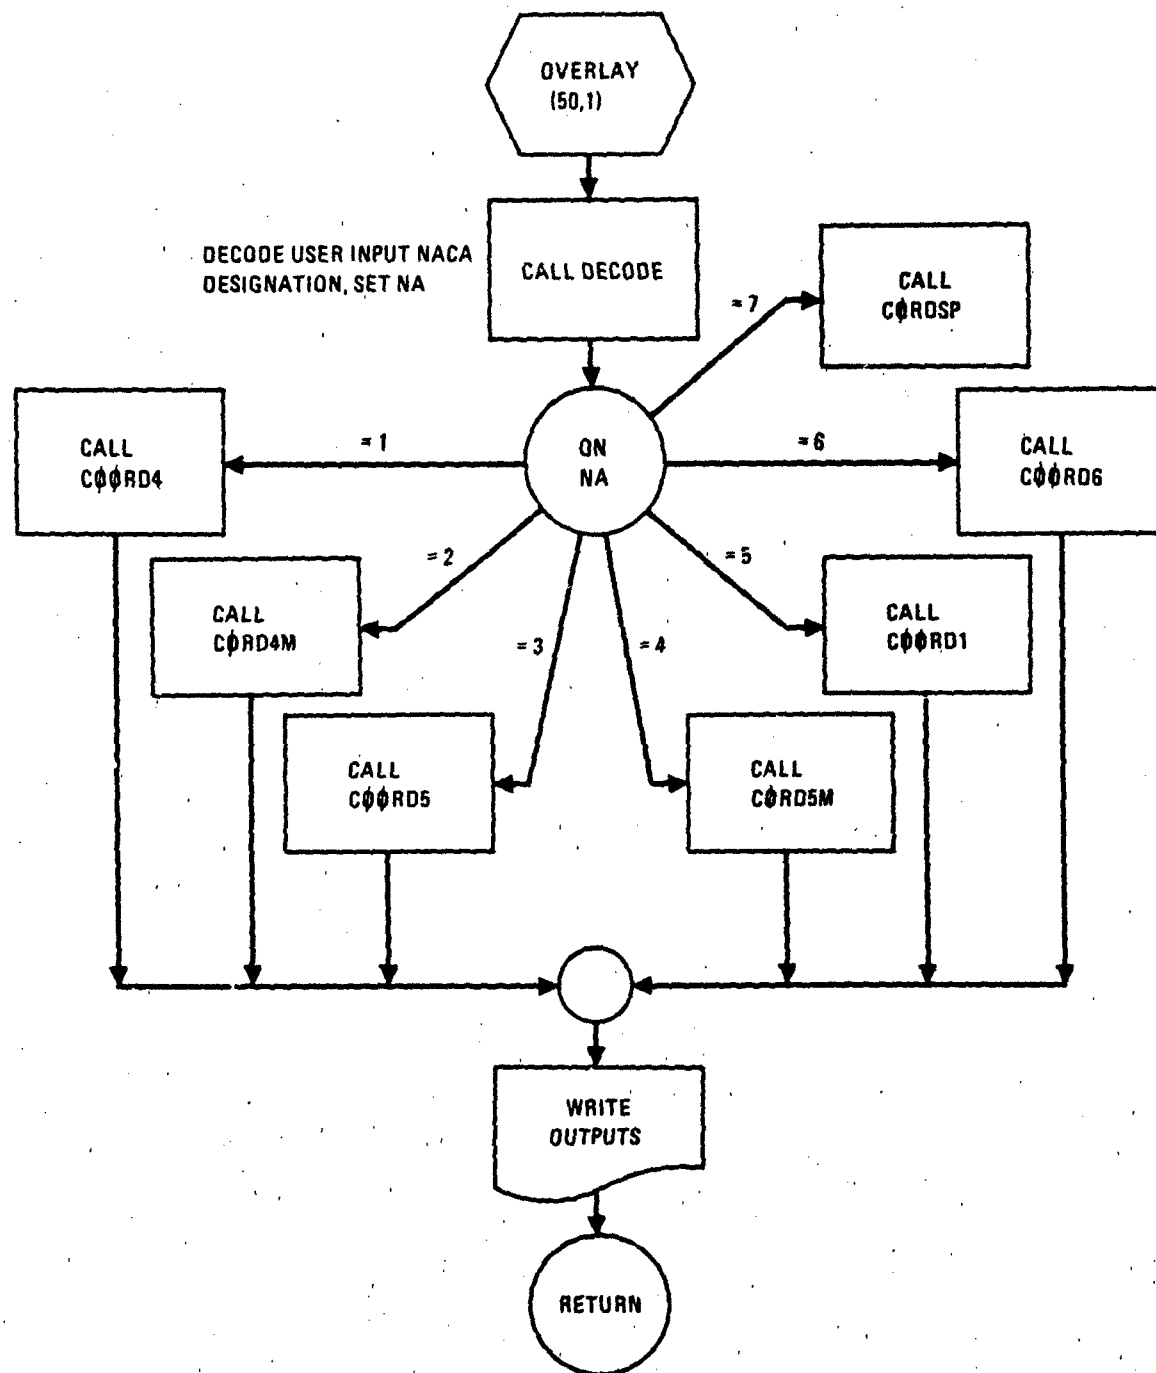 OVERLAY
(50,1)
DECODE USER INPUT NACA
DESIGNATION, SET NA
CALL DECODE
= 7
CALL
CØRDSP
CALL
CØØRD4
= 1
ON
NA
= 6
CALL
CØØRD6
= 2
CALL
CØRD4M
= 3
= 4
= 5
CALL
CØØRD1
CALL
CØØRD5
CALL
CØRD5M
WRITE
OUTPUTS
RETURN